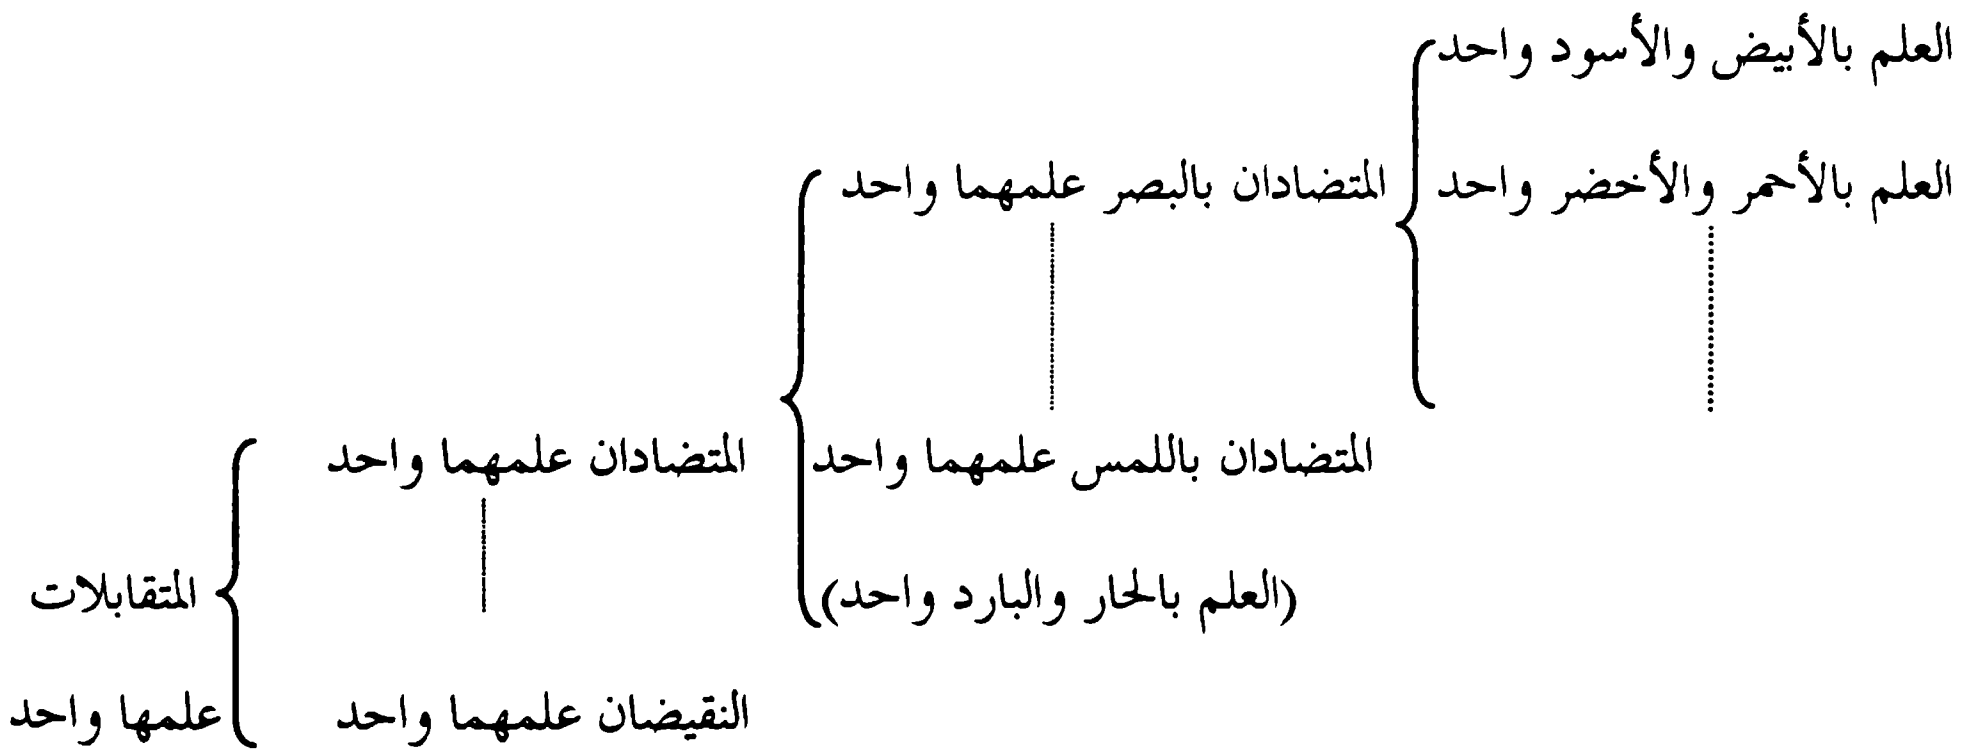 العلم بالأبيض والأسود واحد
العلم بالأحمر والأخضر واحد
المتضادان بالبصر علمهما واحد
المتضادان باللمس علمهما واحد
(العلم بالحار والبارد واحد)
المتضادان علمهما واحد
النقيضان علمهما واحد
المتقابلات
علمها واحد